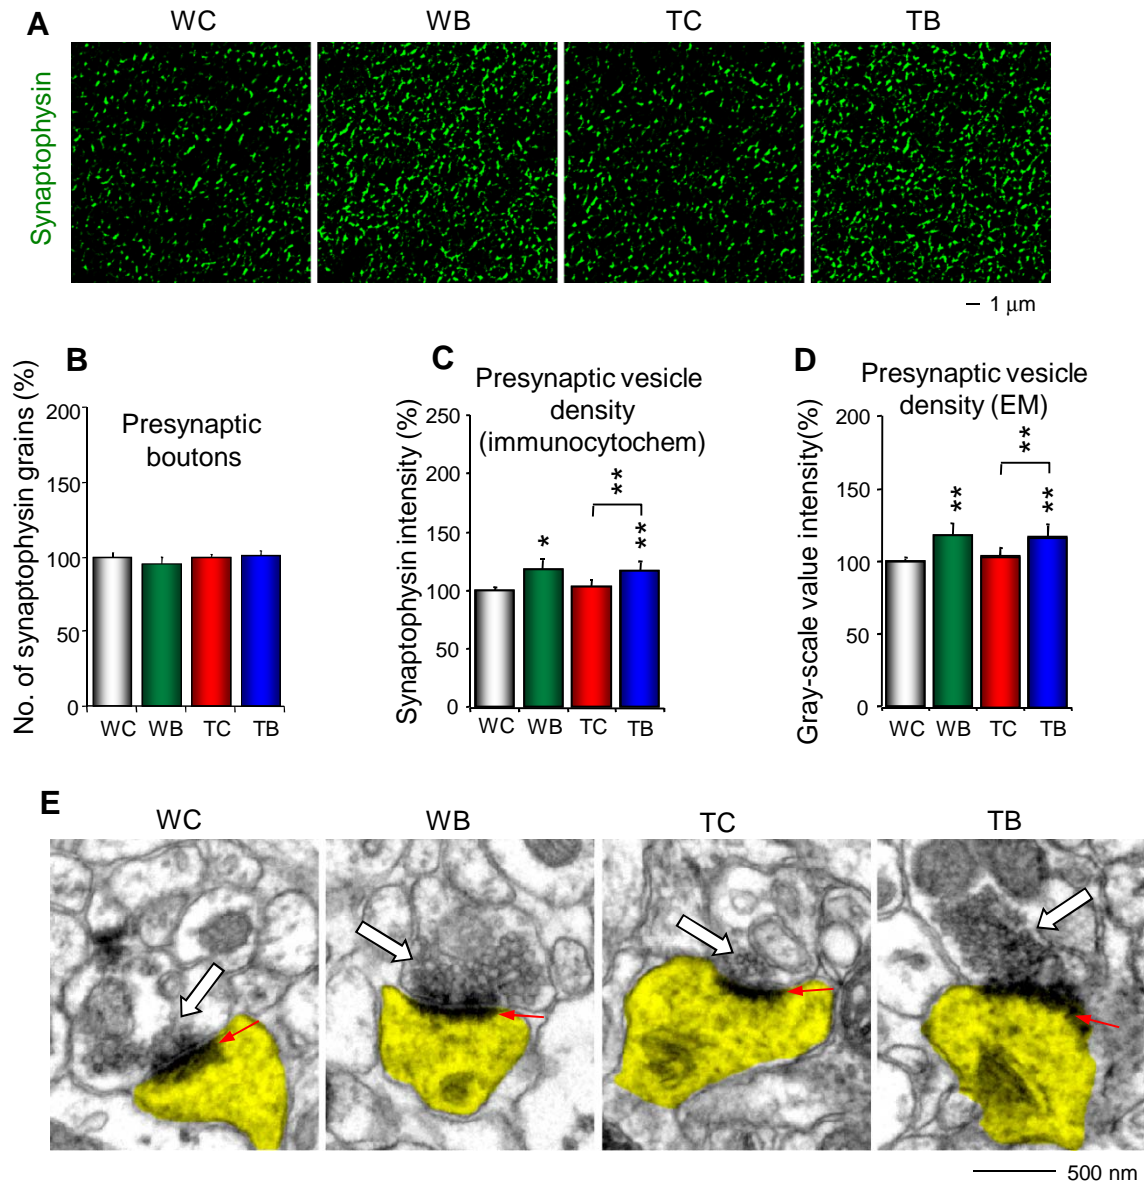 A
WC
WB
TC
TB
Synaptophysin
1 μm
B
No. of synaptophysin grains (%)
Presynaptic
boutons
200
150
100
50
0
WC
WB
TC
TB
C
Presynaptic vesicle
density
(immunocytochem)
Synaptophysin intensity (%)
250
200
150
100
50
0
*
**
**
WC
WB
TC
TB
D
Presynaptic vesicle
density (EM)
Gray-scale value intensity(%)
200
150
100
50
0
**
**
**
WC
WB
TC
TB
E
WC
WB
TC
TB
500 nm